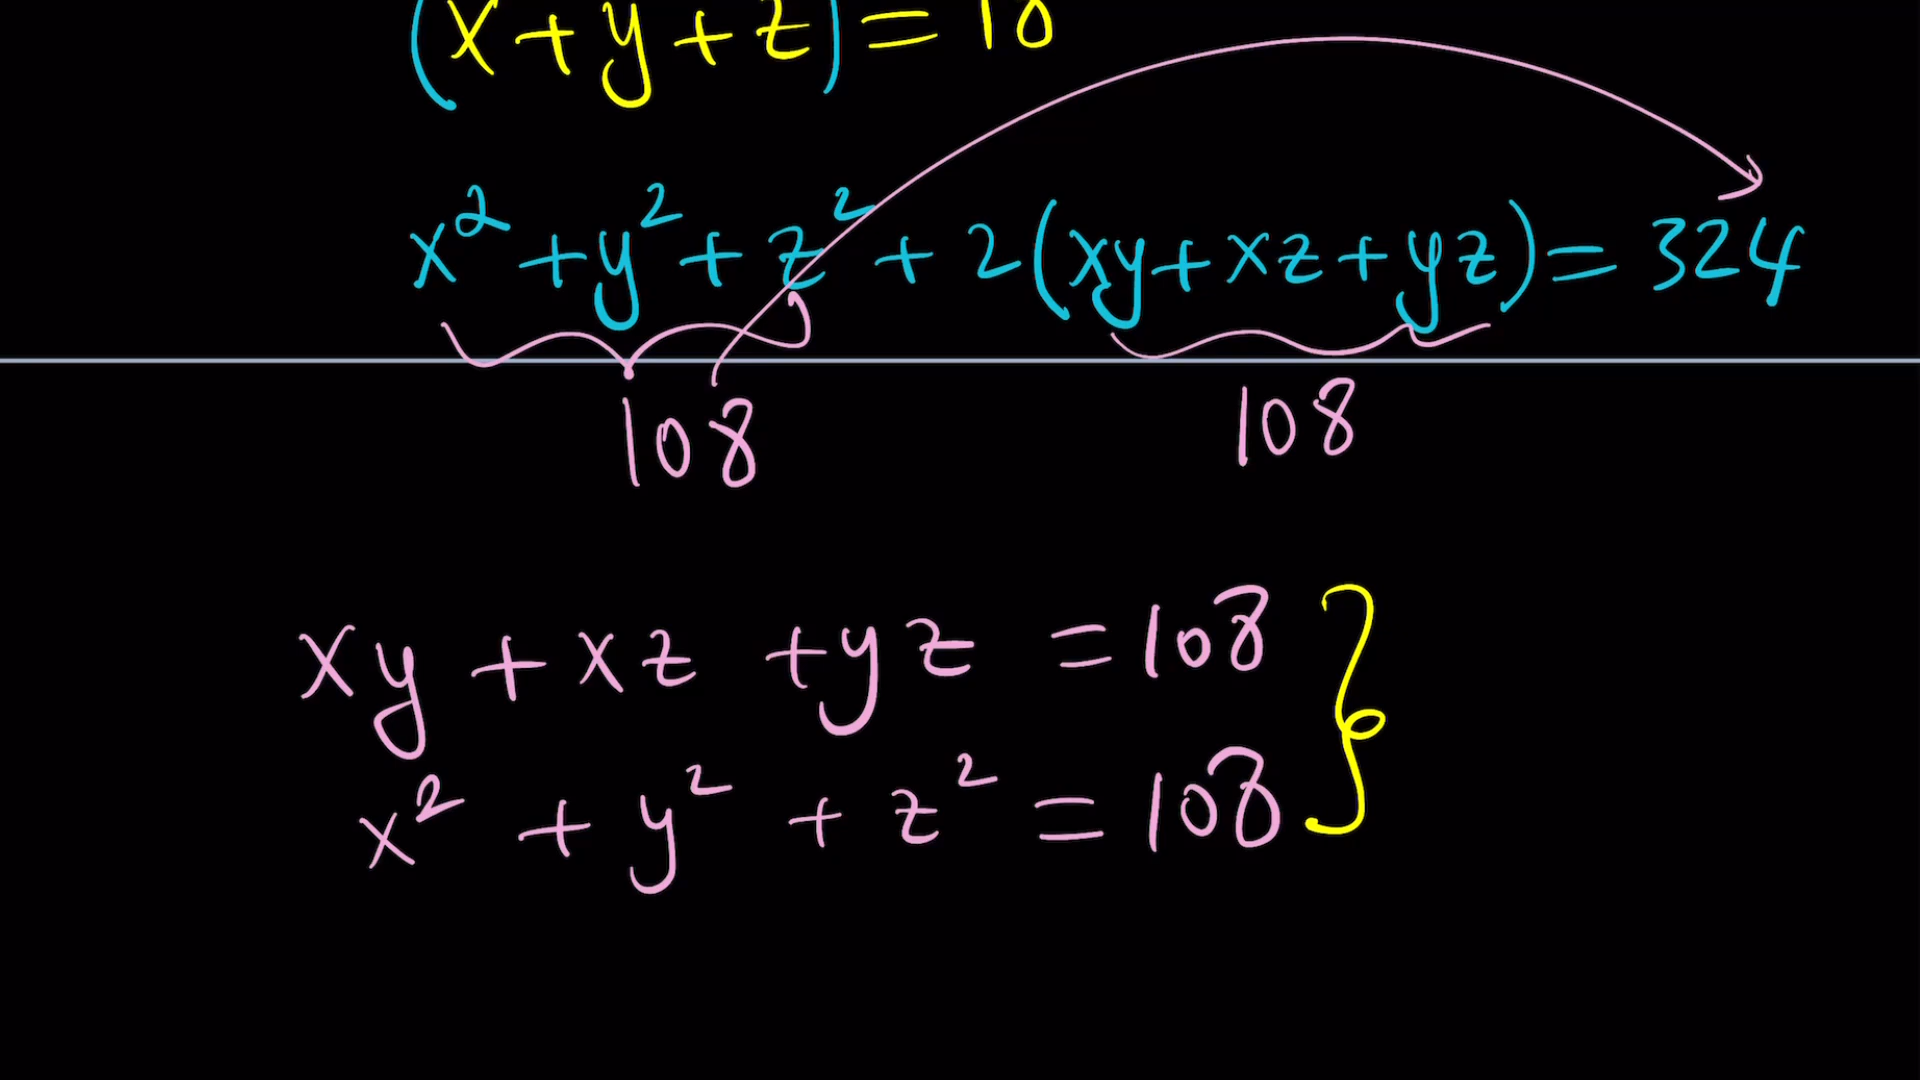 (x+y+z)=18
x²+y²+z²+2(xy+xz+yz)=324
108 108
xy+xz+yz=108
x²+y²+z²=108